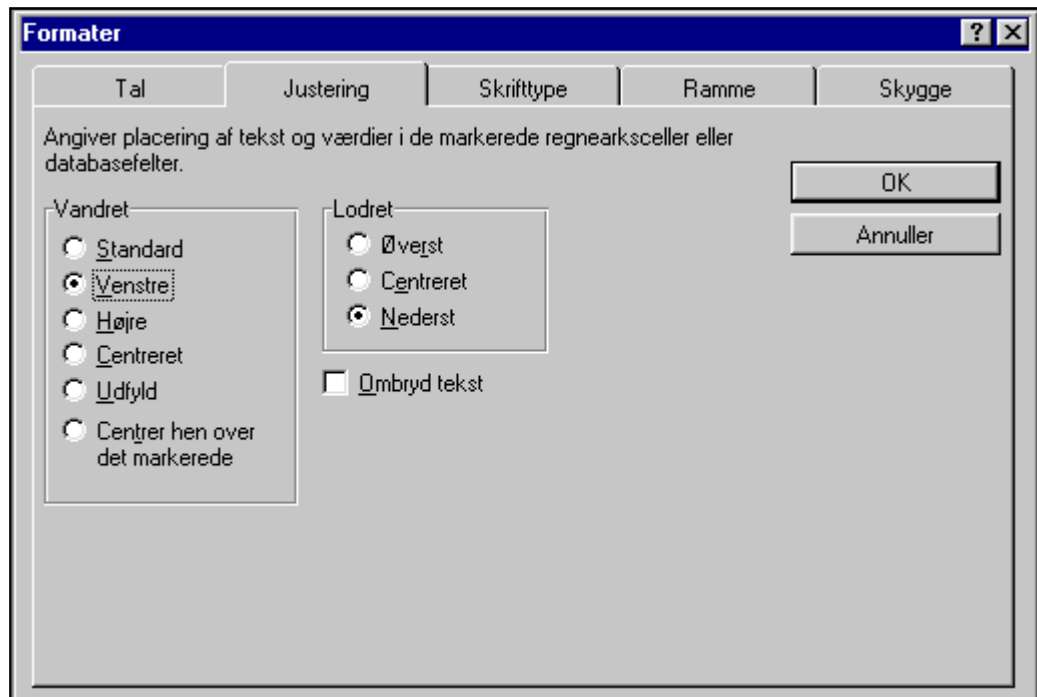 Formater
Tal
Justering
Skrifttype
Ramme
Skygge
Angiver placering af tekst og værdier i de markerede regnearksceller eller
databasefelter.
OK
Annuller
Vandret
Standard
Venstre
Højre
Centreret
Udfyld
Centrer hen over
det markerede
Lodret
Øverst
Centreret
Nederst
Ombryd tekst